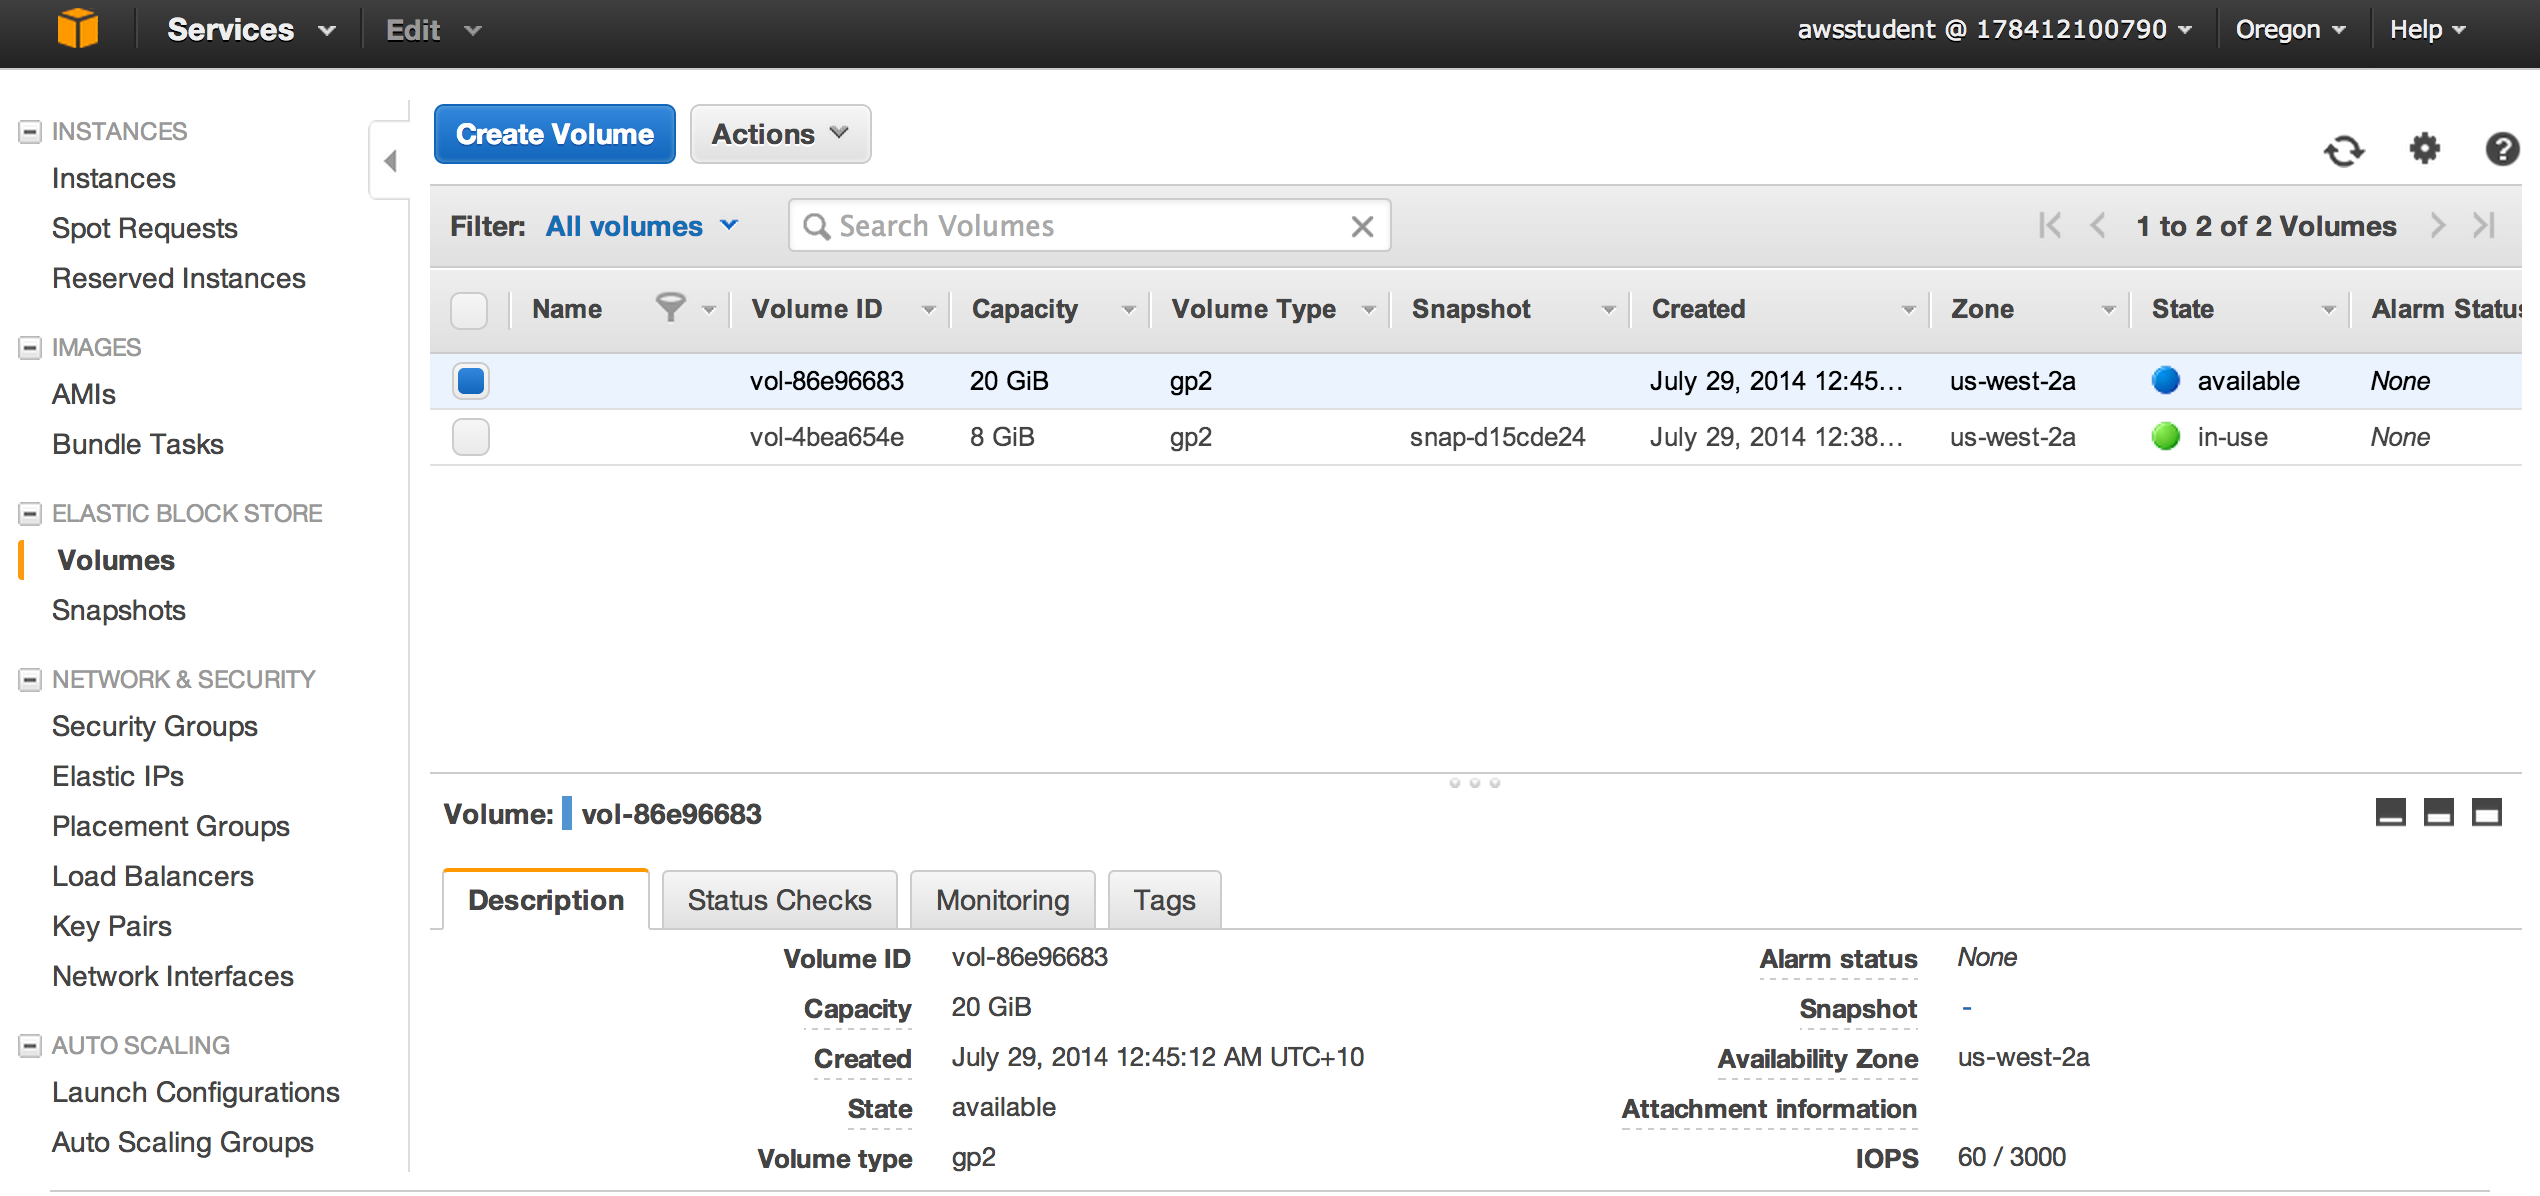 Services Edit awsstudent @ 178412100790 Oregon Help
INSTANCES
Instances
Spot Requests
Reserved Instances
IMAGES
AMIs
Bundle Tasks
ELASTIC BLOCK STORE
Volumes
Snapshots
NETWORK & SECURITY
Security Groups
Elastic IPs
Placement Groups
Load Balancers
Key Pairs
Network Interfaces
AUTO SCALING
Launch Configurations
Auto Scaling Groups
Create Volume Actions
Filter: All volumes Search Volumes 1 to 2 of 2 Volumes
Name Volume ID Capacity Volume Type Snapshot Created Zone State Alarm Status
vol-86e96683 20 GiB gp2 July 29, 2014 12:45... us-west-2a available None
vol-4bea654e 8 GiB gp2 snap-d15cde24 July 29, 2014 12:38... us-west-2a in-use None
Volume: vol-86e96683
Description Status Checks Monitoring Tags
Volume ID vol-86e96683 Alarm status None
Capacity 20 GiB Snapshot -
Created July 29, 2014 12:45:12 AM UTC+10 Availability Zone us-west-2a
State available Attachment information
Volume type gp2 IOPS 60 / 3000